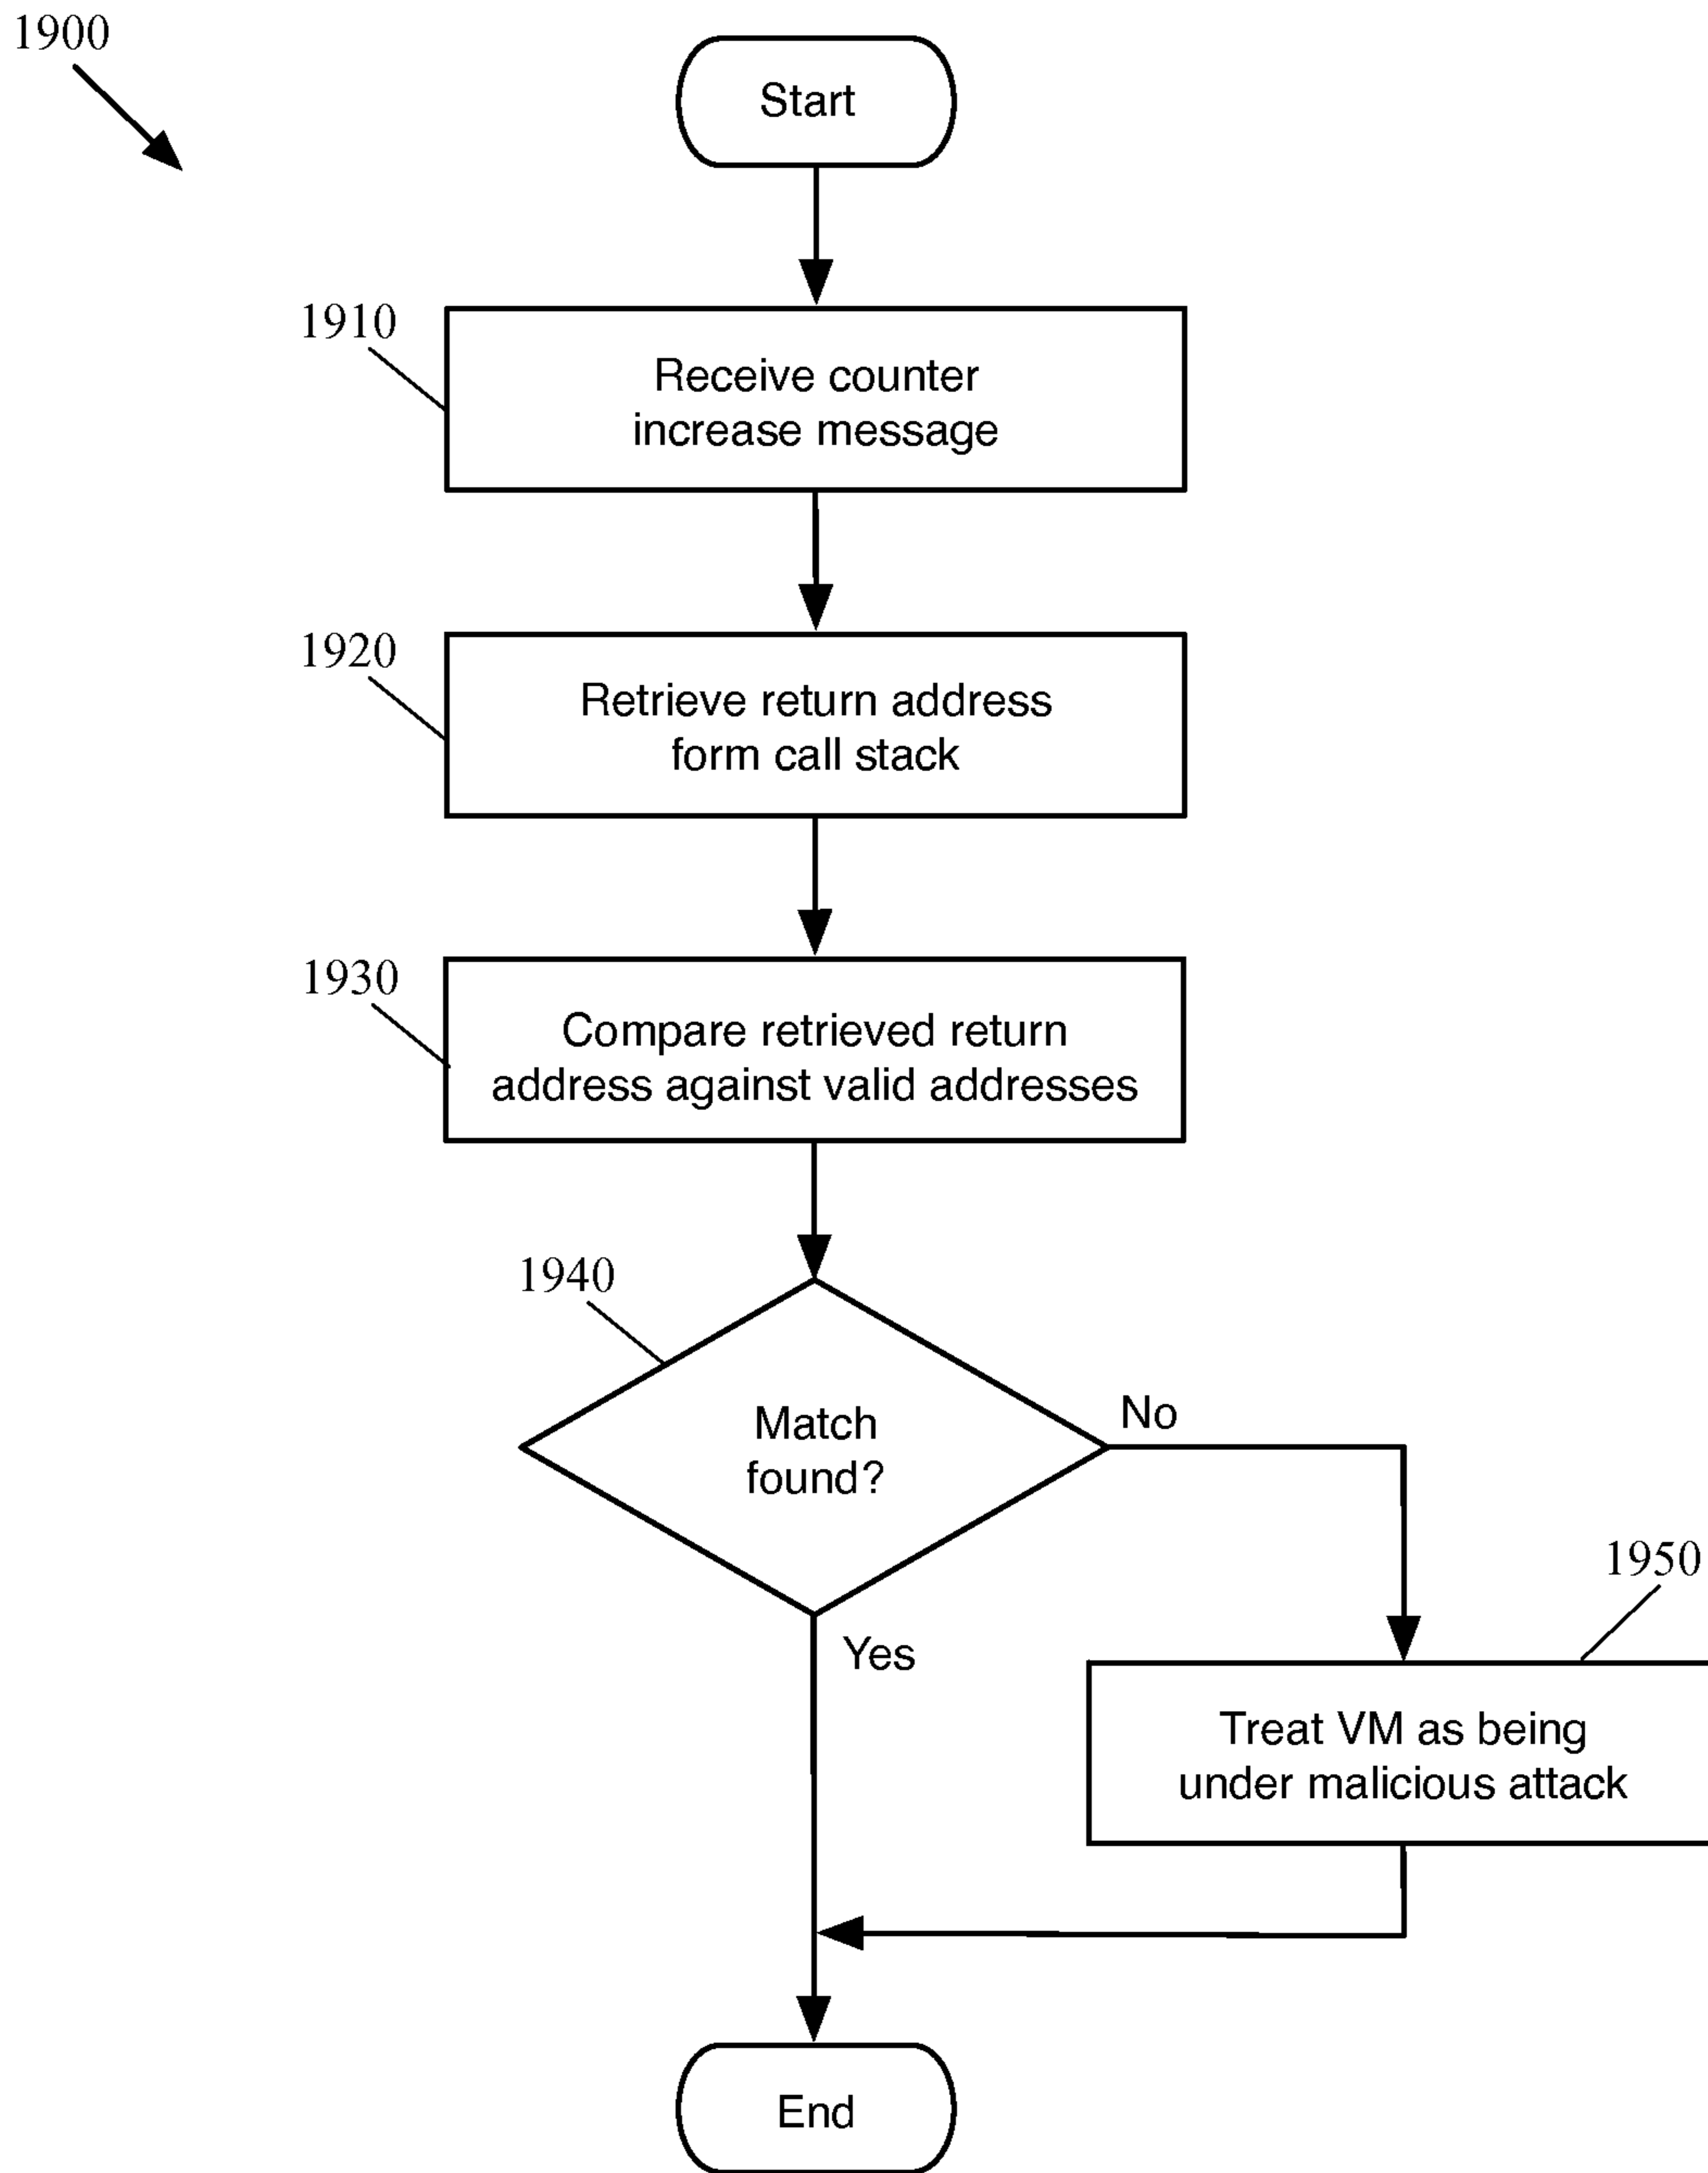 1900
Start
1910
Receive counter
increase message
1920
Retrieve return address
form call stack
1930
Compare retrieved return
address against valid addresses
1940
Match
found?
No
Yes
1950
Treat VM as being
under malicious attack
End